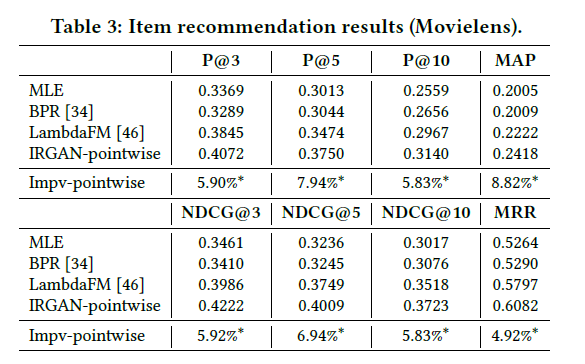 Table 3: Item recommendation results (Movielens).
P@3 P@5 P@10 MAP
MLE 0.3369 0.3013 0.2559 0.2005
BPR [34] 0.3289 0.3044 0.2656 0.2009
LambdaFM [46] 0.3845 0.3474 0.2967 0.2222
IRGAN-pointwise 0.4072 0.3750 0.3140 0.2418
Impv-pointwise 5.90%* 7.94%* 5.83%* 8.82%*
NDCG@3 NDCG@5 NDCG@10 MRR
MLE 0.3461 0.3236 0.3017 0.5264
BPR [34] 0.3410 0.3245 0.3076 0.5290
LambdaFM [46] 0.3986 0.3749 0.3518 0.5797
IRGAN-pointwise 0.4222 0.4009 0.3723 0.6082
Impv-pointwise 5.92%* 6.94%* 5.83%* 4.92%*